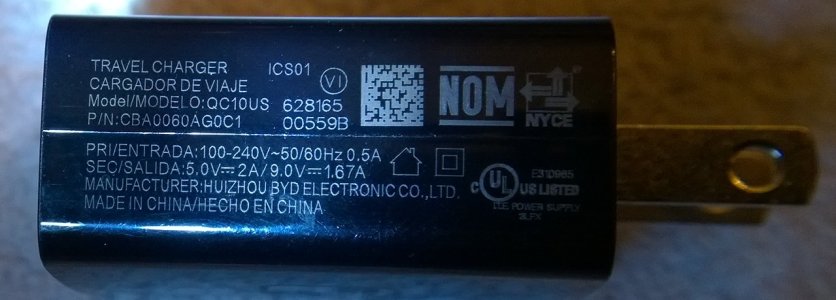 TRAVEL CHARGER ICS01
CARGADOR DE VIAJE VI
Model/MODELO:QC10US 628165
P/N:CBA0060AG0C1 00559B
NOM
NYCE
PRI/ENTRADA:100-240V~50/60Hz 0.5A
SEC/SALIDA:5.0V⎓2A/9.0V⎓1.67A
MANUFACTURER:HUIZHOU BYD ELECTRONIC CO.,LTD.
MADE IN CHINA/HECHO EN CHINA
E310985
C UL US LISTED
I.T.E. POWER SUPPLY